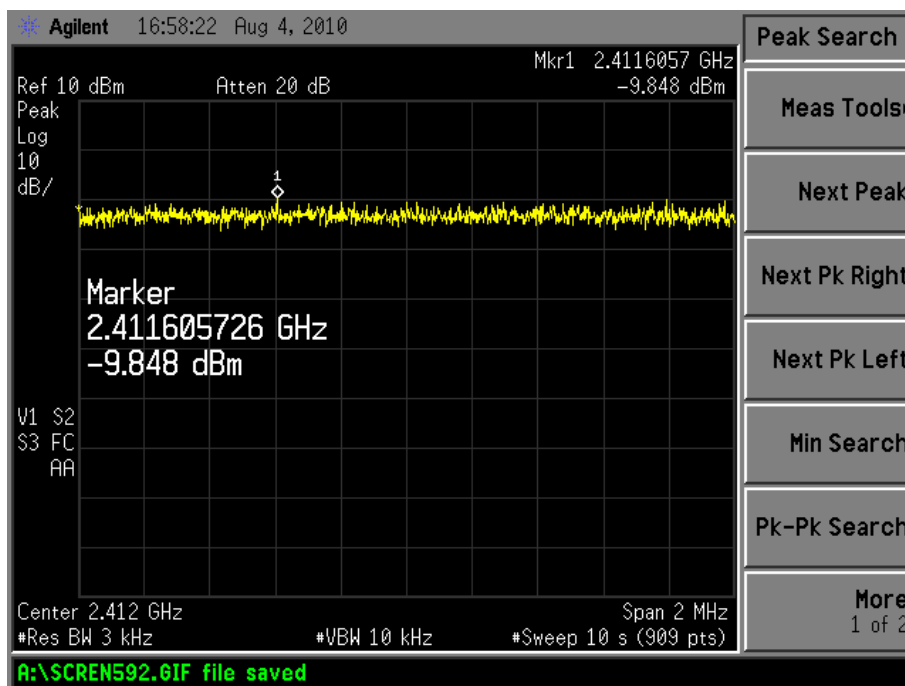 Agilent 16:58:22 Aug 4, 2010
Peak Search
Mkr1 2.4116057 GHz
Ref 10 dBm Atten 20 dB -9.848 dBm
Peak
Log
10
dB/
1
Marker
2.411605726 GHz
-9.848 dBm
V1 S2
S3 FC
AA
Center 2.412 GHz Span 2 MHz
#Res BW 3 kHz #VBW 10 kHz #Sweep 10 s (909 pts)
A:\SCREN592.GIF file saved
Meas Tools
Next Peak
Next Pk Right
Next Pk Left
Min Search
Pk-Pk Search
More
1 of 2